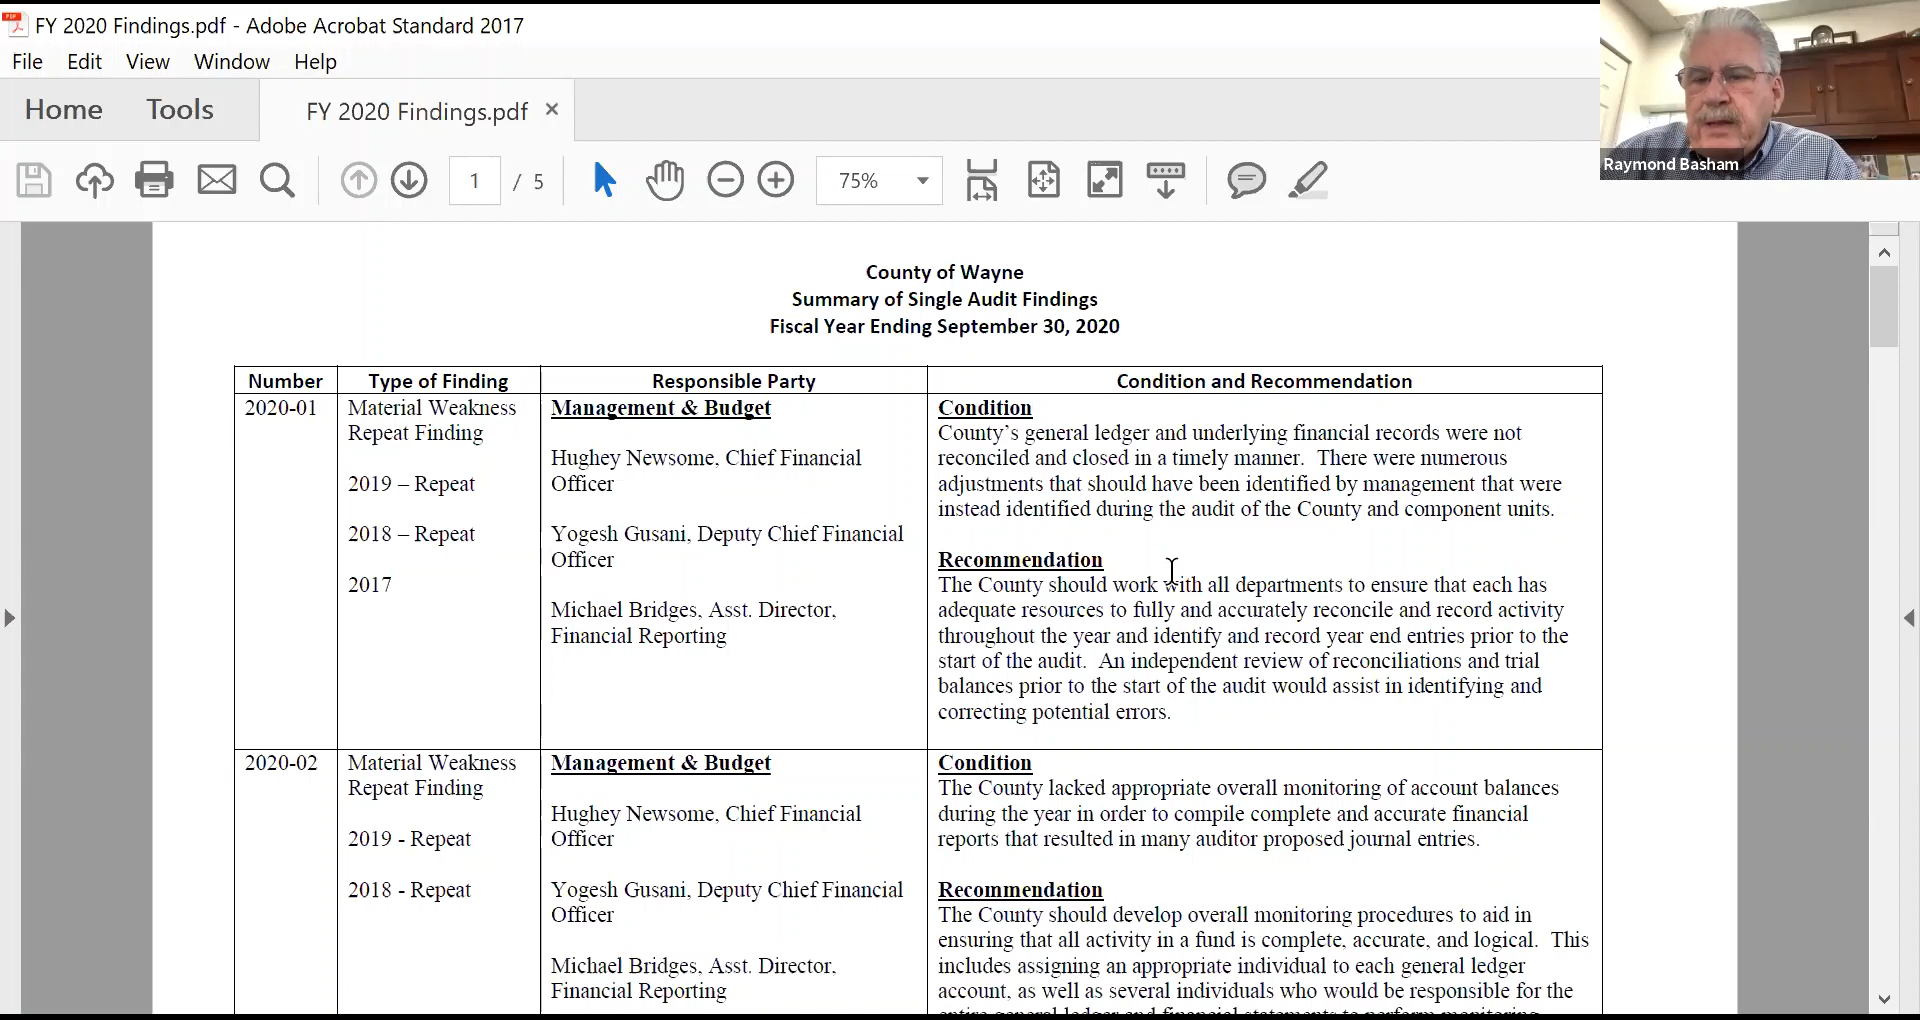 FY 2020 Findings.pdf - Adobe Acrobat Standard 2017
File Edit View Window Help
Home Tools FY 2020 Findings.pdf ×
1 / 5 75%
Raymond Basham
County of Wayne
Summary of Single Audit Findings
Fiscal Year Ending September 30, 2020
Number Type of Finding Responsible Party Condition and Recommendation
2020-01
Material Weakness
Repeat Finding
2019 – Repeat
2018 – Repeat
2017
Management & Budget
Hughey Newsome, Chief Financial
Officer
Yogesh Gusani, Deputy Chief Financial
Officer
Michael Bridges, Asst. Director,
Financial Reporting
Condition
County's general ledger and underlying financial records were not
reconciled and closed in a timely manner. There were numerous
adjustments that should have been identified by management that were
instead identified during the audit of the County and component units.
Recommendation
The County should work with all departments to ensure that each has
adequate resources to fully and accurately reconcile and record activity
throughout the year and identify and record year end entries prior to the
start of the audit. An independent review of reconciliations and trial
balances prior to the start of the audit would assist in identifying and
correcting potential errors.
2020-02
Material Weakness
Repeat Finding
2019 - Repeat
2018 - Repeat
Management & Budget
Hughey Newsome, Chief Financial
Officer
Yogesh Gusani, Deputy Chief Financial
Officer
Michael Bridges, Asst. Director,
Financial Reporting
Condition
The County lacked appropriate overall monitoring of account balances
during the year in order to compile complete and accurate financial
reports that resulted in many auditor proposed journal entries.
Recommendation
The County should develop overall monitoring procedures to aid in
ensuring that all activity in a fund is complete, accurate, and logical. This
includes assigning an appropriate individual to each general ledger
account, as well as several individuals who would be responsible for the